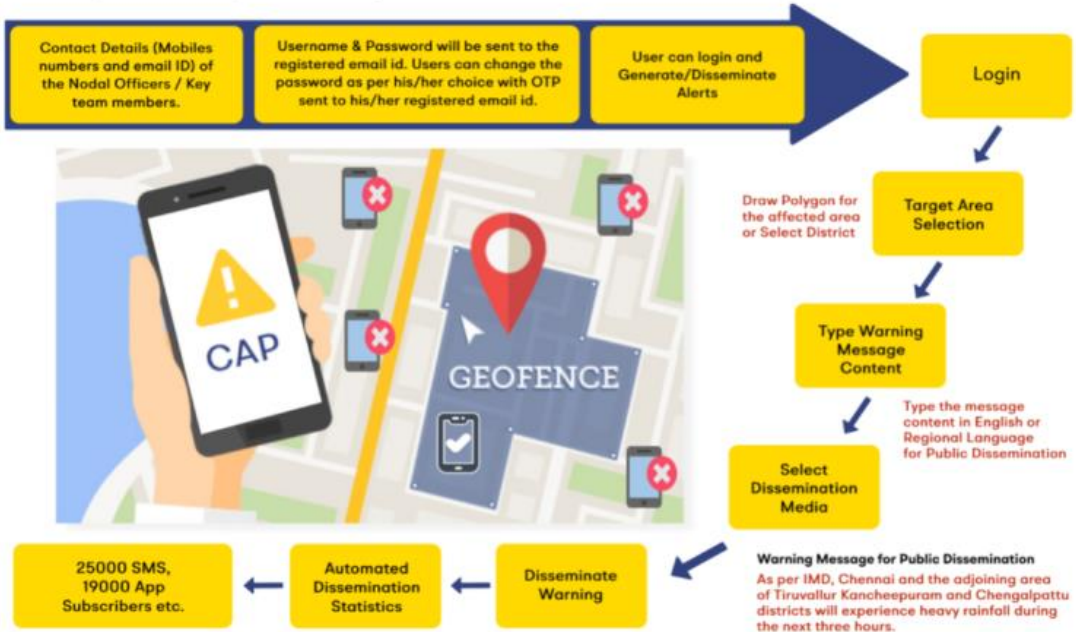 Contact Details (Mobiles
numbers and email ID) of
the Nodal Officers / Key
team members.
Username & Password will be sent to the
registered email id. Users can change the
password as per his/her choice with OTP
sent to his/her registered email id.
User can login and
Generate/Disseminate
Alerts
Login
Draw Polygon for
the affected area
or Select District
Target Area
Selection
CAP
GEOFENCE
Type Warning
Message
Content
Type the message
content in English or
Regional Language
for Public Dissemination
Select
Dissemination
Media
Warning Message for Public Dissemination
As per IMD, Chennai and the adjoining area
of Tiruvallur Kancheepuram and Chengalpattu
districts will experience heavy rainfall during
the next three hours.
Disseminate
Warning
Automated
Dissemination
Statistics
25000 SMS,
19000 App
Subscribers etc.